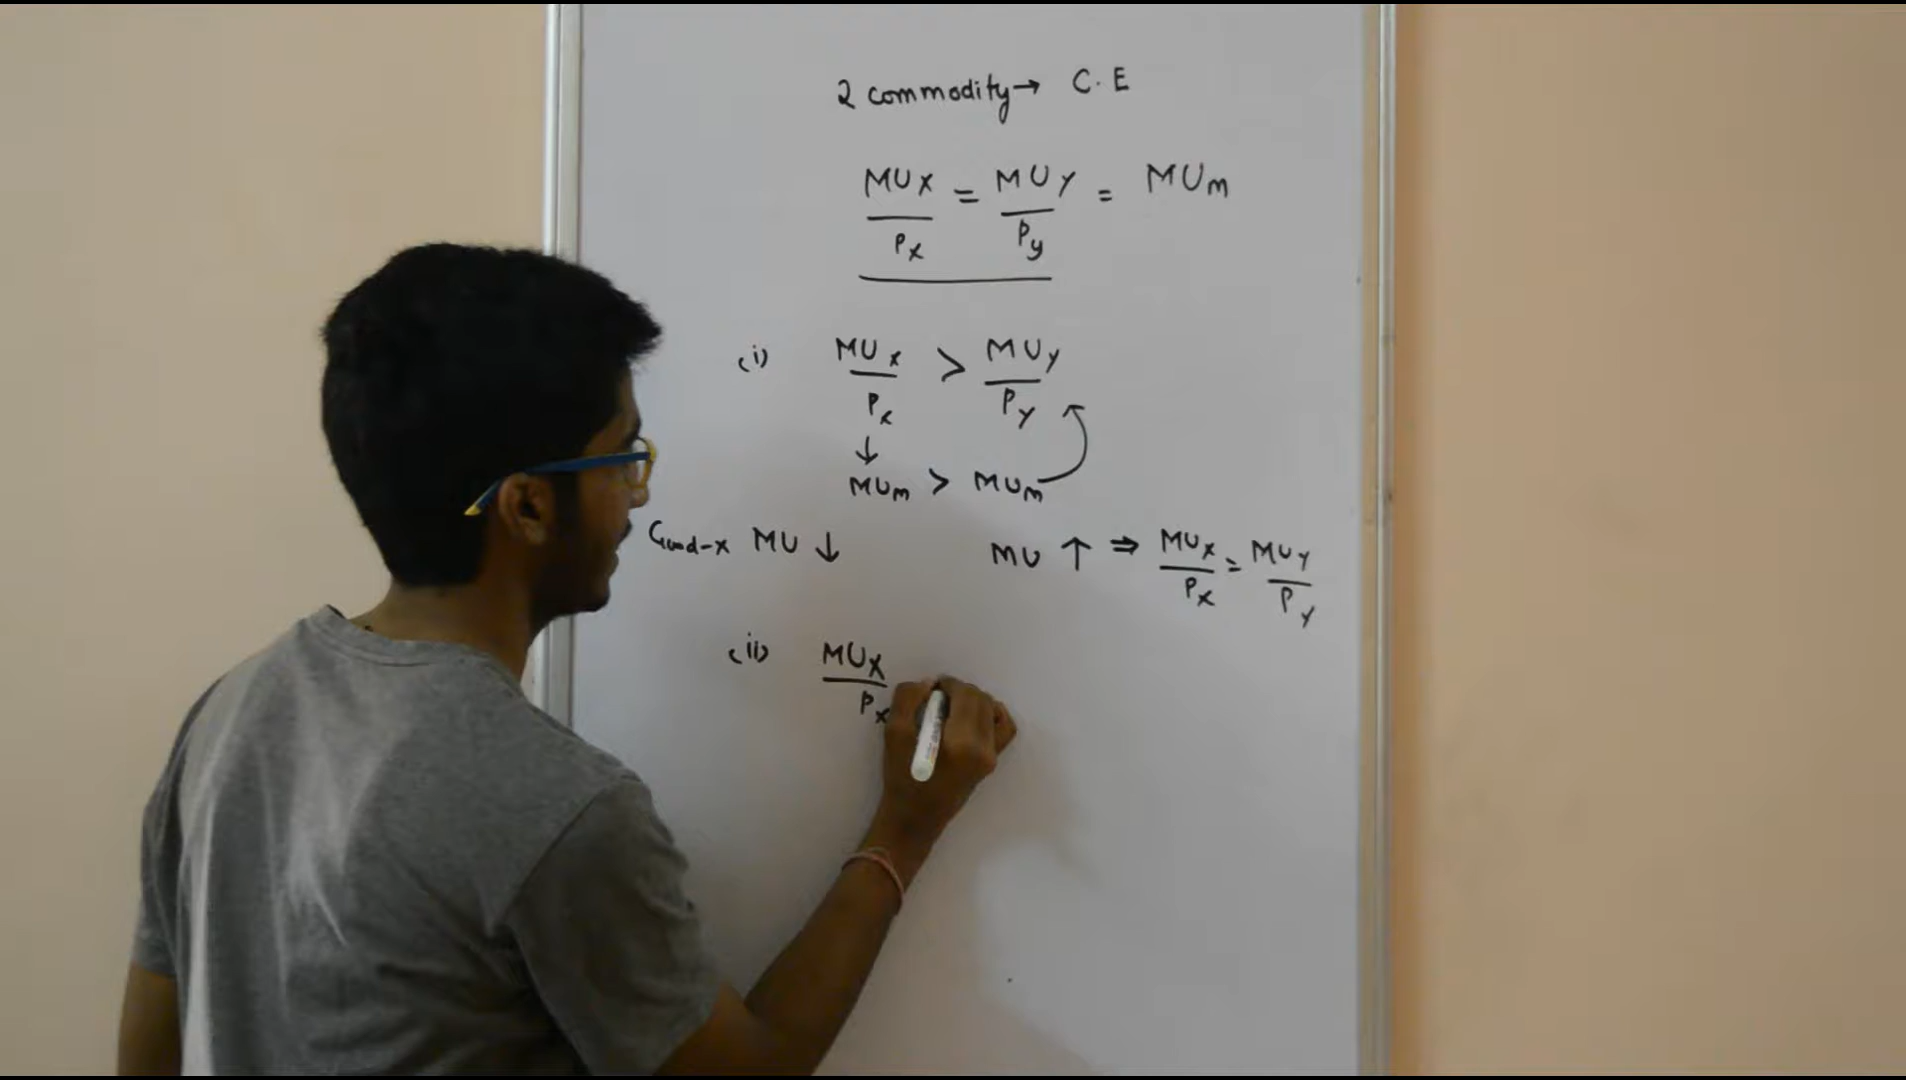 2 commodity → C.E
MUx = MUy = MUm
Px Py
(i) MUx > MUy
Px Py
↓
MUm > MUm
Good-x MU ↓ MU ↑ ⇒ MUx = MUy
Px Py
(ii) MUx
Px